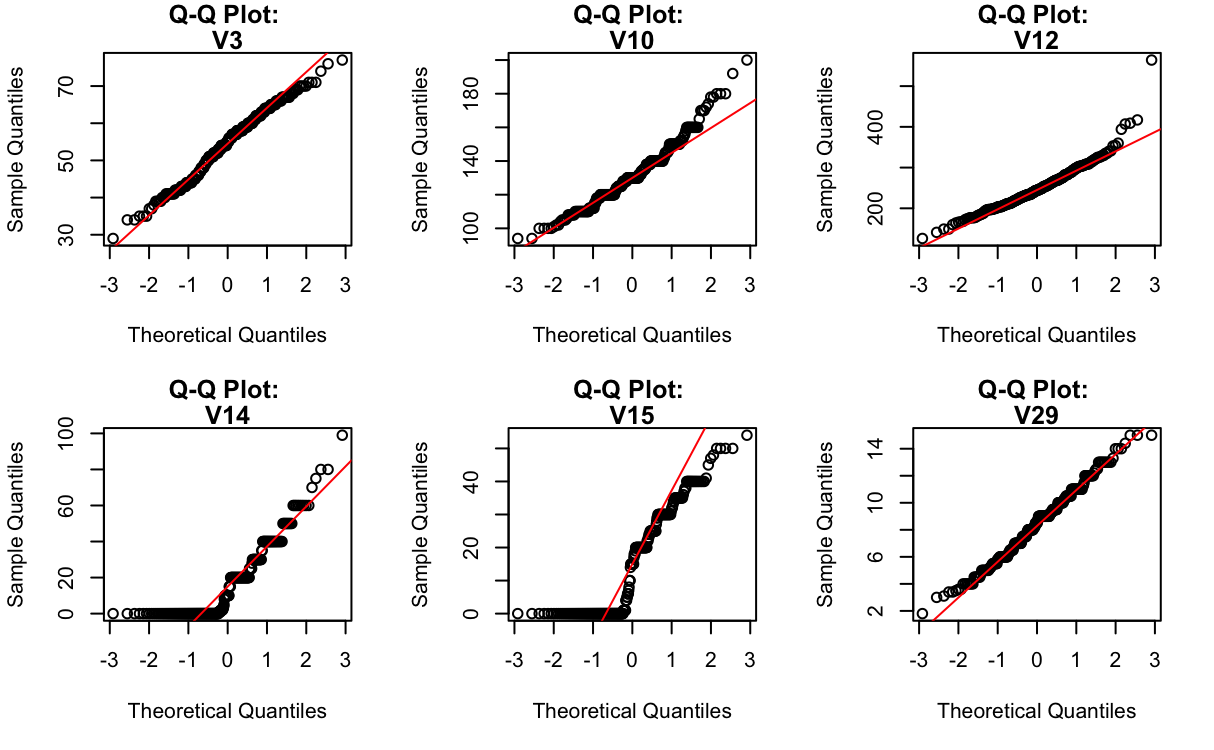 Q-Q Plot:
V3
Sample Quantiles
30 50 70
-3 -2 -1 0 1 2 3
Theoretical Quantiles
Q-Q Plot:
V10
Sample Quantiles
100 140 180
-3 -2 -1 0 1 2 3
Theoretical Quantiles
Q-Q Plot:
V12
Sample Quantiles
200 400
-3 -2 -1 0 1 2 3
Theoretical Quantiles
Q-Q Plot:
V14
Sample Quantiles
0 20 60 100
-3 -2 -1 0 1 2 3
Theoretical Quantiles
Q-Q Plot:
V15
Sample Quantiles
0 20 40
-3 -2 -1 0 1 2 3
Theoretical Quantiles
Q-Q Plot:
V29
Sample Quantiles
2 6 10 14
-3 -2 -1 0 1 2 3
Theoretical Quantiles